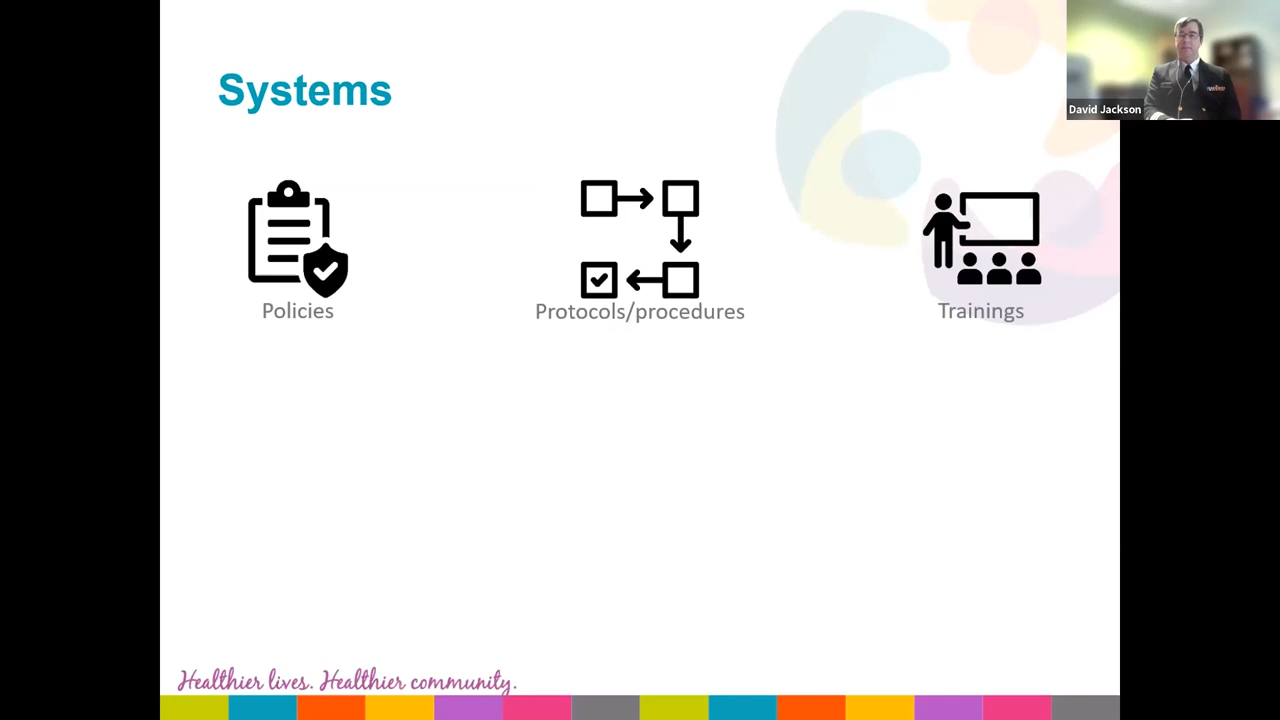 Systems
David Jackson
Policies
Protocols/procedures
Trainings
Healthier lives. Healthier community.